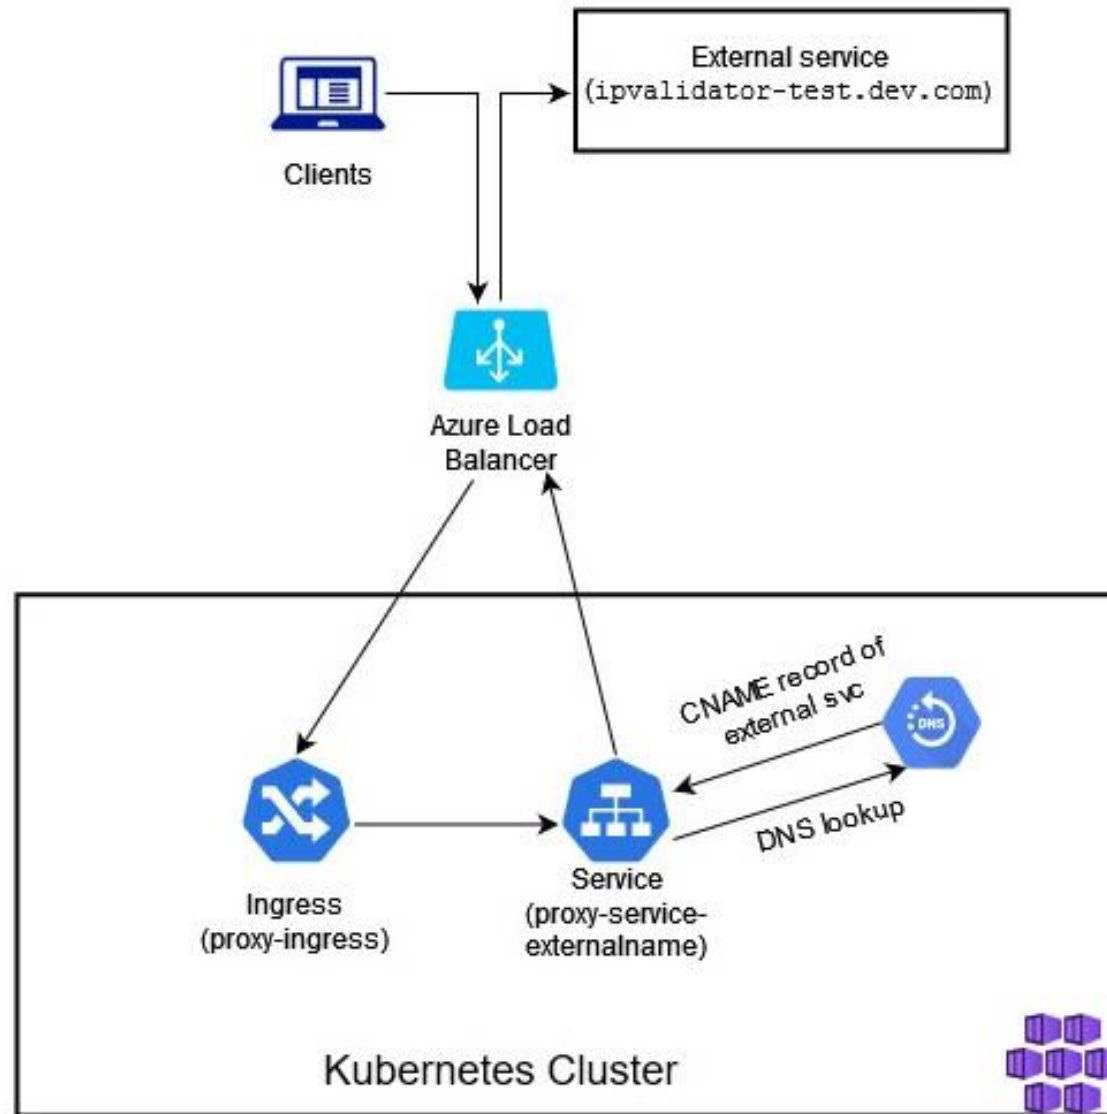 External service
(ipvalidator-test.dev.com)
Clients
Azure Load
Balancer
CNAME record of
external svc
DNS
DNS lookup
Ingress
(proxy-ingress)
Service
(proxy-service-
externalname)
Kubernetes Cluster